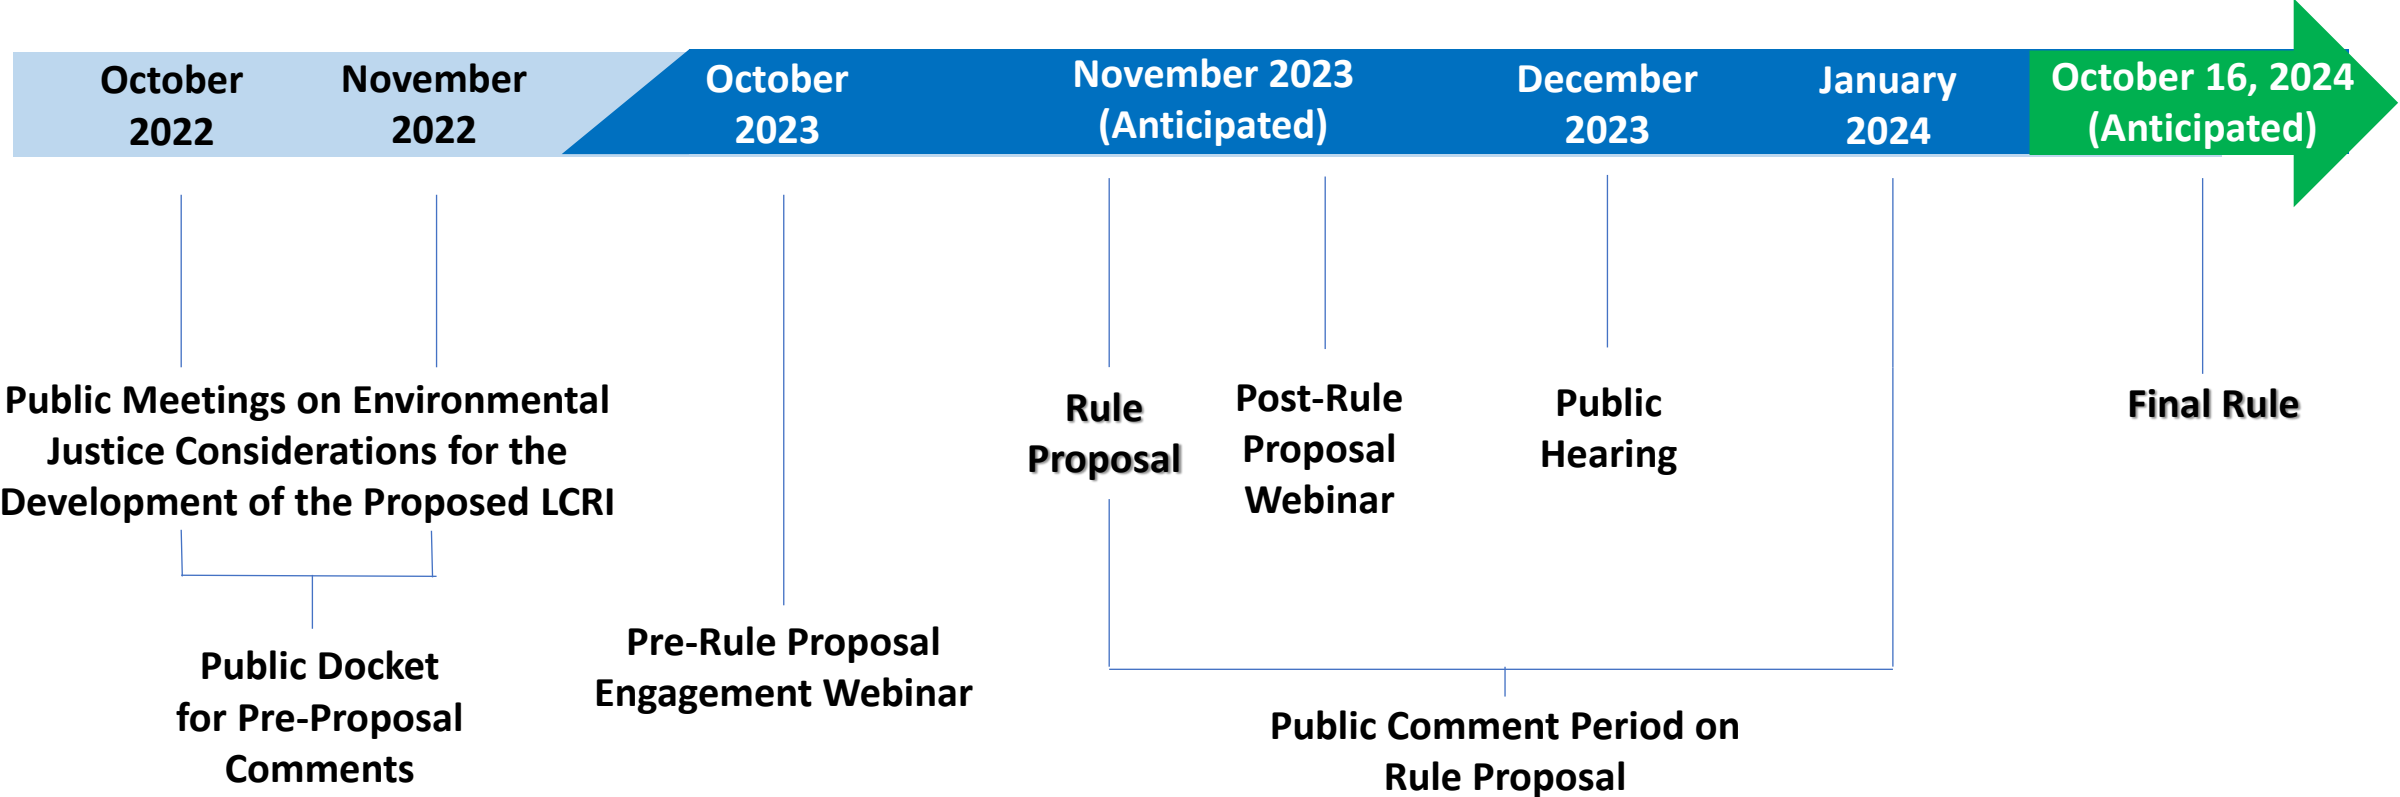 October
2022
November
2022
October
2023
November 2023
(Anticipated)
December
2023
January
2024
October 16, 2024
(Anticipated)
Public Meetings on Environmental
Justice Considerations for the
Development of the Proposed LCRI
Public Docket
for Pre-Proposal
Comments
Pre-Rule Proposal
Engagement Webinar
Rule
Proposal
Post-Rule
Proposal
Webinar
Public
Hearing
Public Comment Period on
Rule Proposal
Final Rule